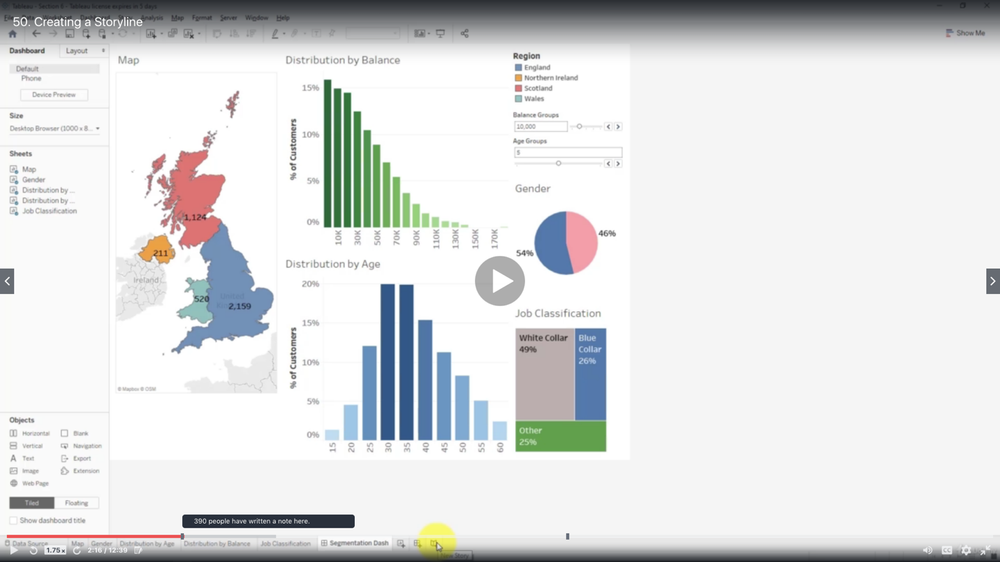 Tableau - Section 6 - Tableau license expires in 5 days
File Data Worksheet Dashboard Story Analysis Map Format Server Window Help
50. Creating a Storyline
Show Me
Dashboard
Layout
Default
Phone
Device Preview
Size
Desktop Browser (1000 x 8...
Sheets
Map
Gender
Distribution by ...
Distribution by ...
Job Classification
Objects
Horizontal
Blank
Vertical
Navigation
Text
Export
Image
Extension
Web Page
Tiled
Floating
Show dashboard title
Map
1,124
211
Ireland
520
United
2,159
© Mapbox © OSM
Distribution by Balance
% of Customers
15%
10%
5%
0%
10K
30K
50K
70K
90K
110K
130K
150K
170K
Distribution by Age
% of Customers
20%
15%
10%
5%
0%
15
20
25
30
35
40
45
50
55
60
Region
England
Northern Ireland
Scotland
Wales
Balance Groups
10,000
Age Groups
5
Gender
46%
54%
Job Classification
White Collar
49%
Blue
Collar
26%
Other
25%
390 people have written a note here.
Data Source
Map
Gender
Distribution by Age
Distribution by Balance
Job Classification
Segmentation Dash
New Story
1.75x
2:16 / 12:39
CC